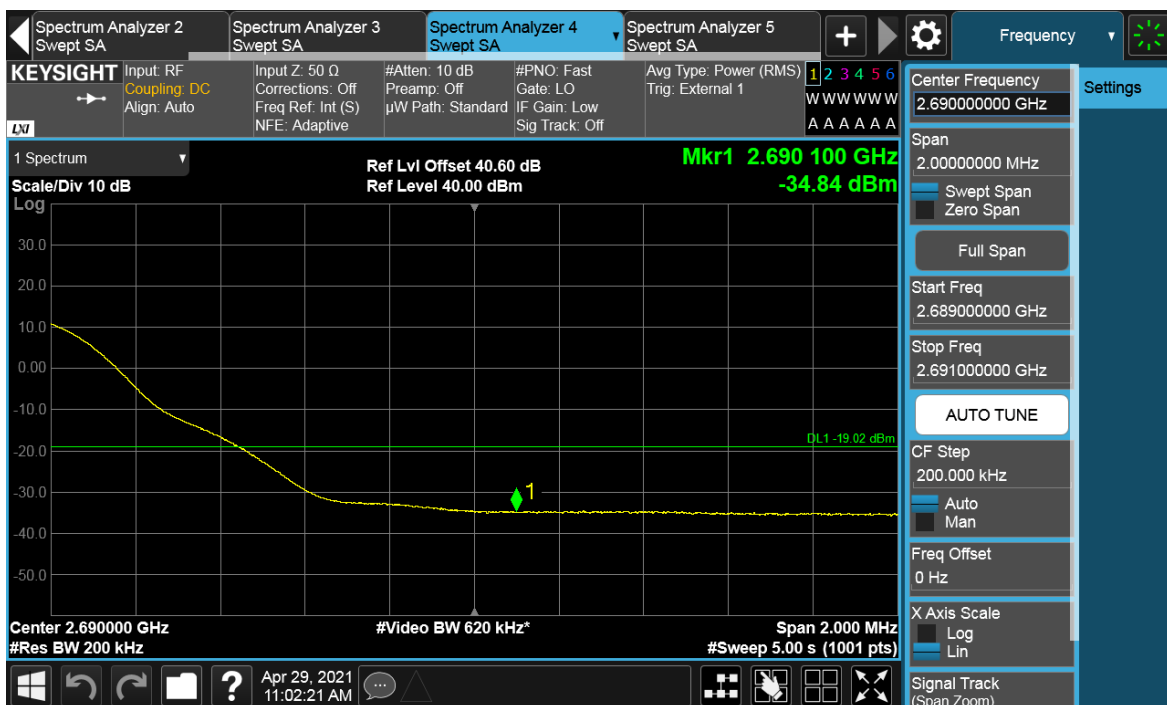 Spectrum Analyzer 2
Swept SA
Spectrum Analyzer 3
Swept SA
Spectrum Analyzer 4
Swept SA
Spectrum Analyzer 5
Swept SA
+
Frequency
KEYSIGHT
LXI
Input: RF
Coupling: DC
Align: Auto
Input Z: 50 Ω
Corrections: Off
Freq Ref: Int (S)
NFE: Adaptive
#Atten: 10 dB
Preamp: Off
µW Path: Standard
#PNO: Fast
Gate: LO
IF Gain: Low
Sig Track: Off
Avg Type: Power (RMS)
Trig: External 1
1 2 3 4 5 6
W W W W W W
A A A A A A
1 Spectrum
Scale/Div 10 dB
Log
Ref Lvl Offset 40.60 dB
Ref Level 40.00 dBm
Mkr1 2.690 100 GHz
-34.84 dBm
30.0
20.0
10.0
0.00
-10.0
DL1 -19.02 dBm
-20.0
-30.0
1
-40.0
-50.0
Center 2.690000 GHz
#Video BW 620 kHz*
Span 2.000 MHz
#Res BW 200 kHz
#Sweep 5.00 s (1001 pts)
?
Apr 29, 2021
11:02:21 AM
Center Frequency
2.690000000 GHz
Settings
Span
2.00000000 MHz
Swept Span
Zero Span
Full Span
Start Freq
2.689000000 GHz
Stop Freq
2.691000000 GHz
AUTO TUNE
CF Step
200.000 kHz
Auto
Man
Freq Offset
0 Hz
X Axis Scale
Log
Lin
Signal Track
(Span Zoom)